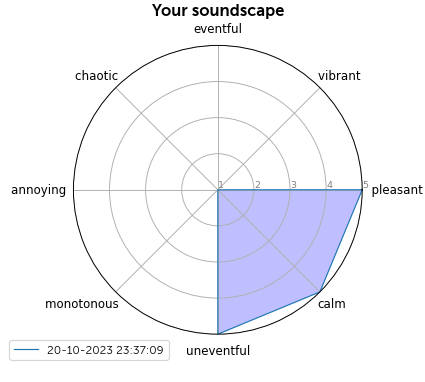 Your soundscape
eventful
chaotic
vibrant
annoying
1 2 3 4 5
pleasant
monotonous
calm
uneventful
20-10-2023 23:37:09